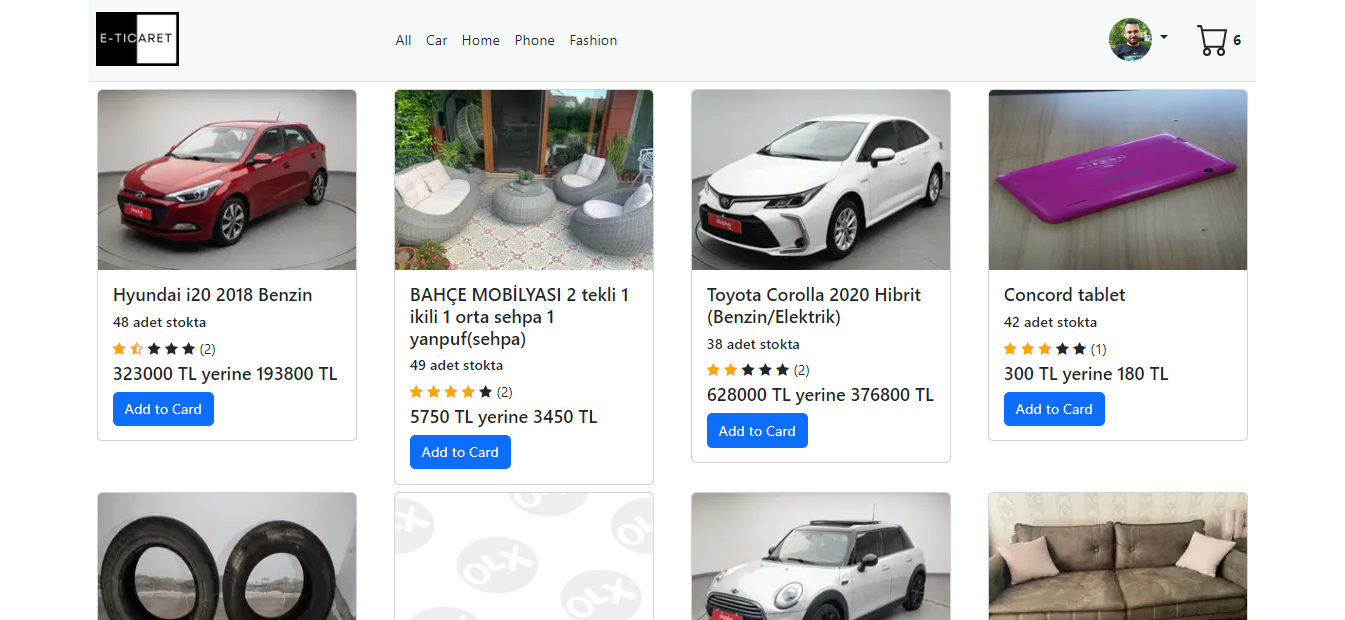 E-TICARET
All Car Home Phone Fashion
6
Hyundai i20 2018 Benzin
48 adet stokta
(2)
323000 TL yerine 193800 TL
Add to Card
BAHÇE MOBİLYASI 2 tekli 1
ikili 1 orta sehpa 1
yanpuf(sehpa)
49 adet stokta
(2)
5750 TL yerine 3450 TL
Add to Card
Toyota Corolla 2020 Hibrit
(Benzin/Elektrik)
38 adet stokta
(2)
628000 TL yerine 376800 TL
Add to Card
Concord tablet
42 adet stokta
(1)
300 TL yerine 180 TL
Add to Card
OLX
OLX